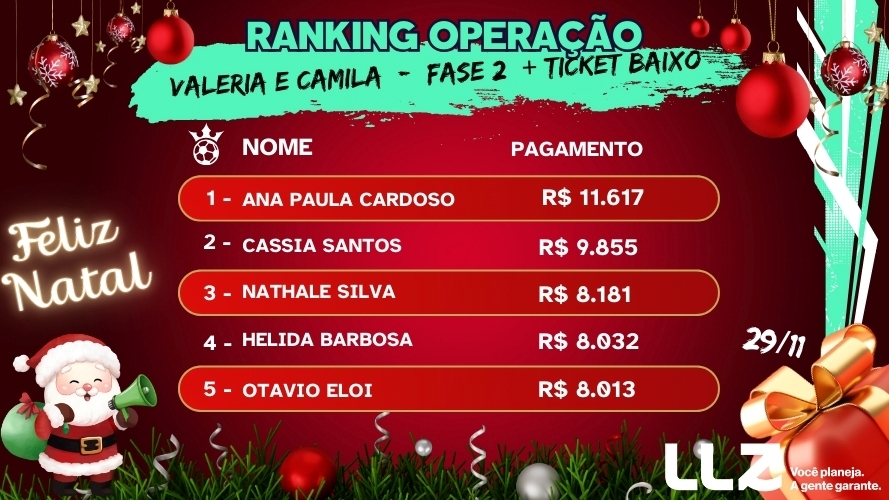 RANKING OPERAÇÃO
VALERIA E CAMILA - FASE 2 + TICKET BAIXO
NOME PAGAMENTO
1 - ANA PAULA CARDOSO R$ 11.617
2 - CASSIA SANTOS R$ 9.855
3 - NATHALE SILVA R$ 8.181
4 - HELIDA BARBOSA R$ 8.032
5 - OTAVIO ELOI R$ 8.013
Feliz
Natal
29/11
LLZ
Você planeja.
A gente garante.